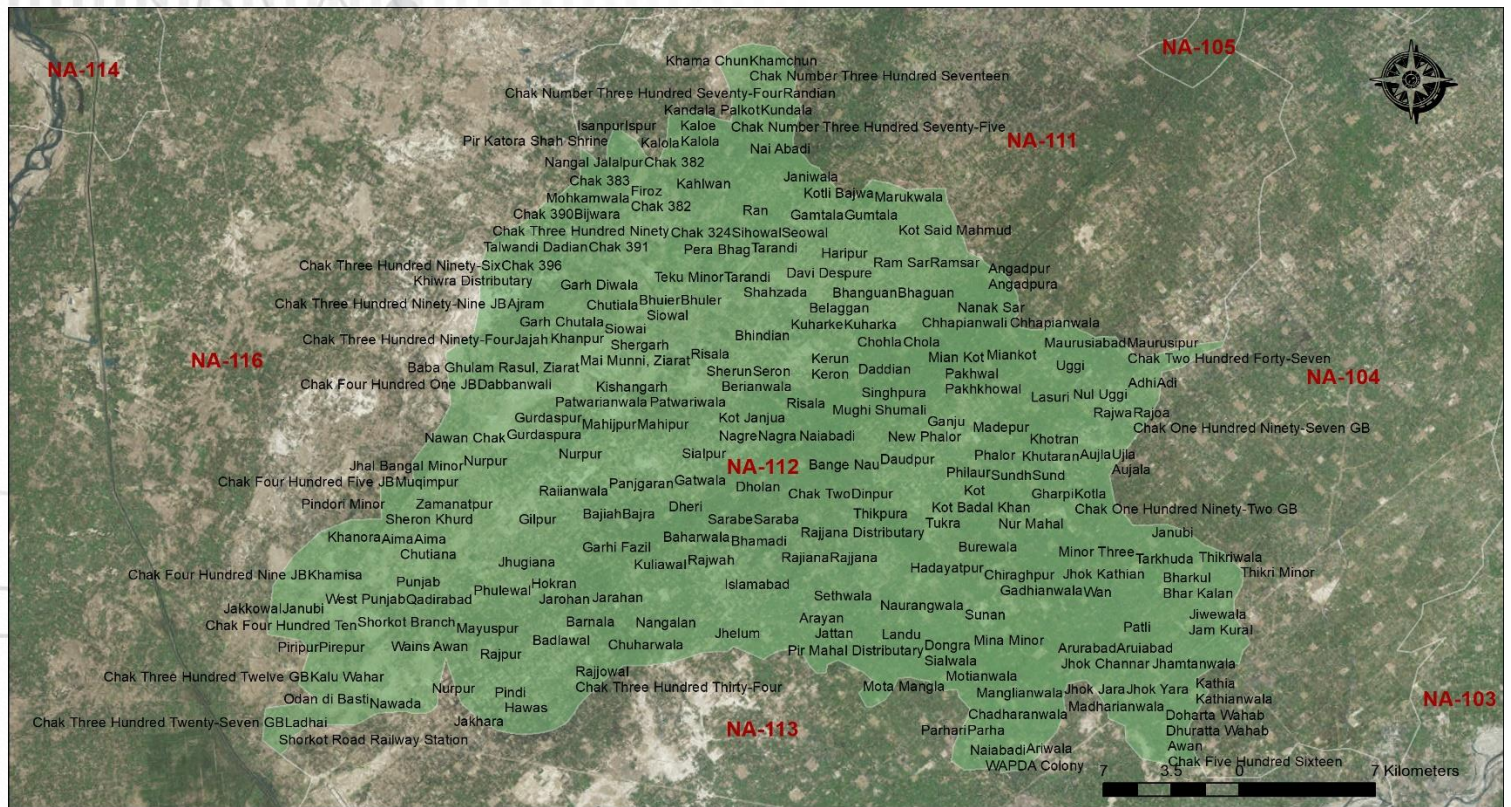 NA-114
NA-105
Khama ChunKhamchun
Chak Number Three Hundred Seventeen
Chak Number Three Hundred Seventy-FourRandian
Kandala PalkotKundala
IsanpurIspur
Kaloe
Chak Number Three Hundred Seventy-Five
Pir Katora Shah Shrine
KalolaKalola
NA-111
Nai Abadi
Nangal JalalpurChak 382
Chak 383
Kahlwan
Janiwala
Firoz
Mohkamwala
Kotli Bajwa
Marukwala
Chak 382
Chak 390Bijwara
Ran
GamtalaGumtala
Chak Three Hundred Ninety
Chak 324SihowalSeowal
Kot Said Mahmud
Talwandi DadianChak 391
Pera Bhag
Tarandi
Haripur
Chak Three Hundred Ninety-SixChak 396
Ram SarRamsar
Angadpur
Khiwra Distributary
Teku MinorTarandi
Davi Despure
Angadpura
Garh Diwala
Shahzada
BhanguanBhaguan
Chak Three Hundred Ninety-Nine JBAjram
Chutiala
BhuierBhuler
Belaggan
Nanak Sar
Siowal
Garh Chutala
Siowai
KuharkeKuharka
Chhapianwali Chhapianwala
Chak Three Hundred Ninety-FourJajah
Khanpur
Shergarh
Bhindian
Chohla Chola
MaurusiabadMaurusipur
NA-116
Mai Munni, Ziarat
Risala
Kerun
Mian Kot Miankot
Chak Two Hundred Forty-Seven
Baba Ghulam Rasul, Ziarat
SherunSeron
Keron
Daddian
Pakhwal
Uggi
NA-104
Chak Four Hundred One JBDabbanwali
Kishangarh
Berianwala
Singhpura
Pakhkhowal
AdhiAdi
Patwarianwala Patwariwala
Risala
Mughi Shumali
Lasuri
Nul Uggi
Gurdaspur
MahijpurMahipur
Kot Janjua
Ganju
Madepur
RajwaRajoa
Nawan Chak
Gurdaspura
NagreNagra Naiabadi
New Phalor
Khotran
Chak One Hundred Ninety-Seven GB
Jhal Bangal Minor
Nurpur
Nurpur
Sialpur
NA-112
Bange Nau
Daudpur
Phalor
Khutaran
AujlaUjla
Chak Four Hundred Five JBMuqimpur
Panjgaran
Gatwala
Dholan
Philaur
SundhSund
Aujala
Pindori Minor
Zamanatpur
Raiianwala
Chak TwoDinpur
Kot
GharpiKotla
Sheron Khurd
Gilpur
BajiahBajra
Dheri
SarabeSaraba
Thikpura
Kot Badal Khan
Chak One Hundred Ninety-Two GB
Tukra
Nur Mahal
Khanora
AimaAima
Baharwala
Bhamadi
Rajjana Distributary
Janubi
Chutiana
Garhi Fazil
Burewala
Jhugiana
Kuliawal
Rajwah
RajianaRajjana
Minor Three
Tarkhuda
Thikriwala
Chak Four Hundred Nine JBKhamisa
Punjab
Hokran
Islamabad
Hadayatpur
Chiraghpur
Jhok Kathian
Bharkul
Thikri Minor
West Punjab
Qadirabad
Phulewal
Jarohan
Jarahan
Sethwala
Gadhianwala
Wan
Bhar Kalan
JakkowalJanubi
Naurangwala
Sunan
Jiwewala
Chak Four Hundred Ten
Shorkot Branch
Mayuspur
Barnala
Nangalan
Arayan
Patli
Jam Kural
Jhelum
Jattan
Landu
PiripurPirepur
Wains Awan
Rajpur
Badlawal
Chuharwala
Pir Mahal Distributary
Dongra
Mina Minor
ArurabadAruiabad
Sialwala
Jhok Channar
Jhamtanwala
Chak Three Hundred Twelve GBKalu Wahar
Rajjowal
Motianwala
Chak Three Hundred Thirty-Four
Mota Mangla
Manglianwala
Jhok JaraJhok Yara
Kathia
Odan di Basti
Nawada
Nurpur
Pindi
Kathianwala
Hawas
Madharianwala
Chak Three Hundred Twenty-Seven GBLadhai
Jakhara
NA-113
Chadharanwala
Doharta Wahab
NA-103
ParhariParha
Dhuratta Wahab
Shorkot Road Railway Station
Naiabadi
Ariwala
Awan
WAPDA Colony
Chak Five Hundred Sixteen
7 3.5 0 7 Kilometers